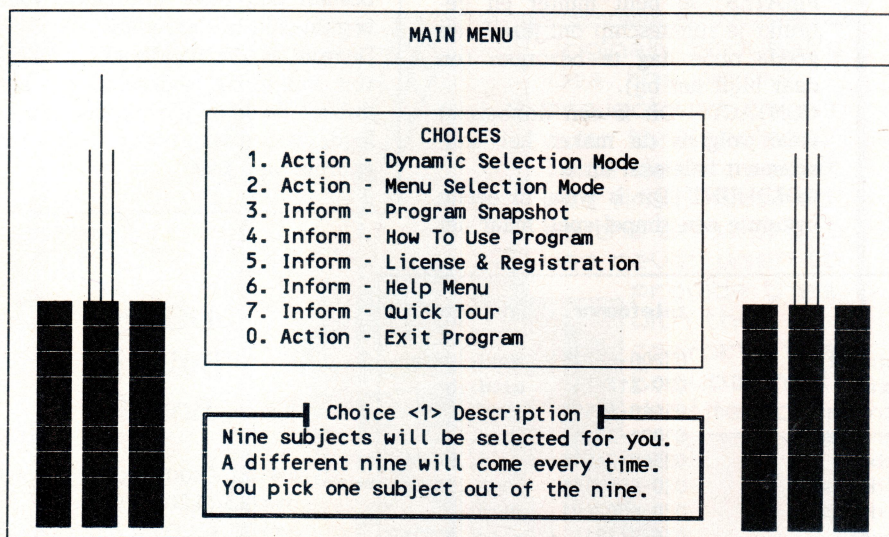 MAIN MENU
CHOICES
1. Action - Dynamic Selection Mode
2. Action - Menu Selection Mode
3. Inform - Program Snapshot
4. Inform - How To Use Program
5. Inform - License & Registration
6. Inform - Help Menu
7. Inform - Quick Tour
0. Action - Exit Program
Choice <1> Description
Nine subjects will be selected for you.
A different nine will come every time.
You pick one subject out of the nine.